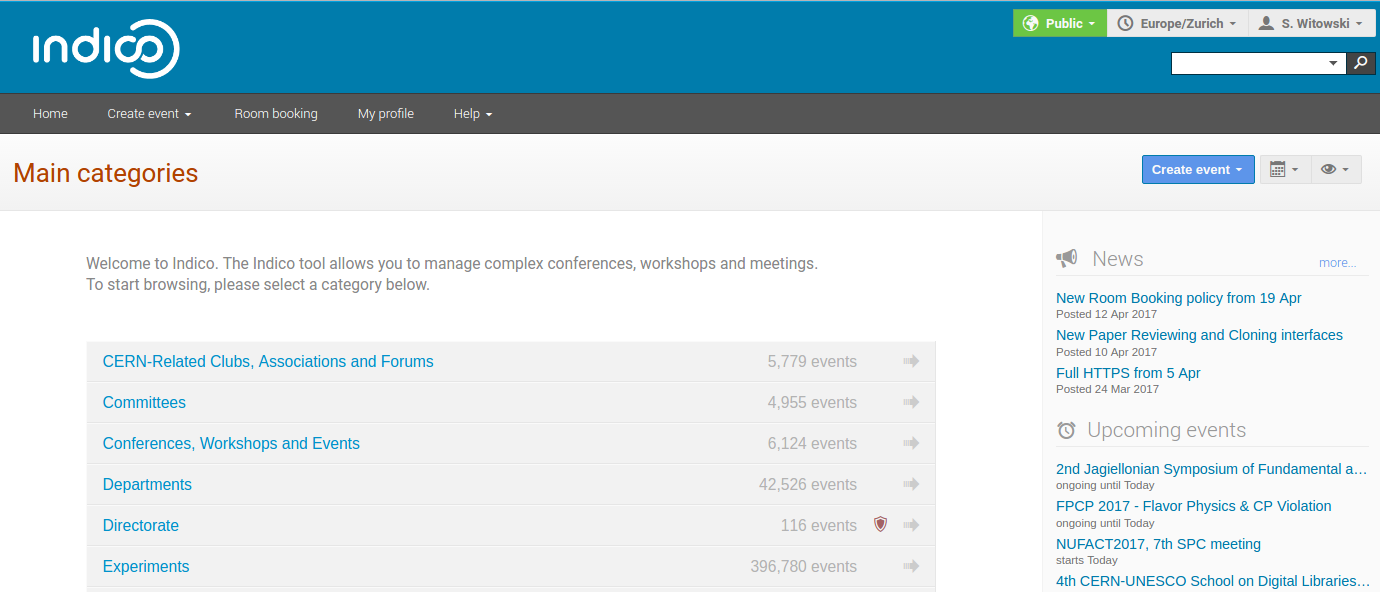 indico
Public
Europe/Zurich
S. Witowski
Home
Create event
Room booking
My profile
Help
Main categories
Create event
Welcome to Indico. The Indico tool allows you to manage complex conferences, workshops and meetings.
To start browsing, please select a category below.
CERN-Related Clubs, Associations and Forums 5,779 events
Committees 4,955 events
Conferences, Workshops and Events 6,124 events
Departments 42,526 events
Directorate 116 events
Experiments 396,780 events
News more...
New Room Booking policy from 19 Apr
Posted 12 Apr 2017
New Paper Reviewing and Cloning interfaces
Posted 10 Apr 2017
Full HTTPS from 5 Apr
Posted 24 Mar 2017
Upcoming events
2nd Jagiellonian Symposium of Fundamental a...
ongoing until Today
FPCP 2017 - Flavor Physics & CP Violation
ongoing until Today
NUFACT2017, 7th SPC meeting
starts Today
4th CERN-UNESCO School on Digital Libraries...